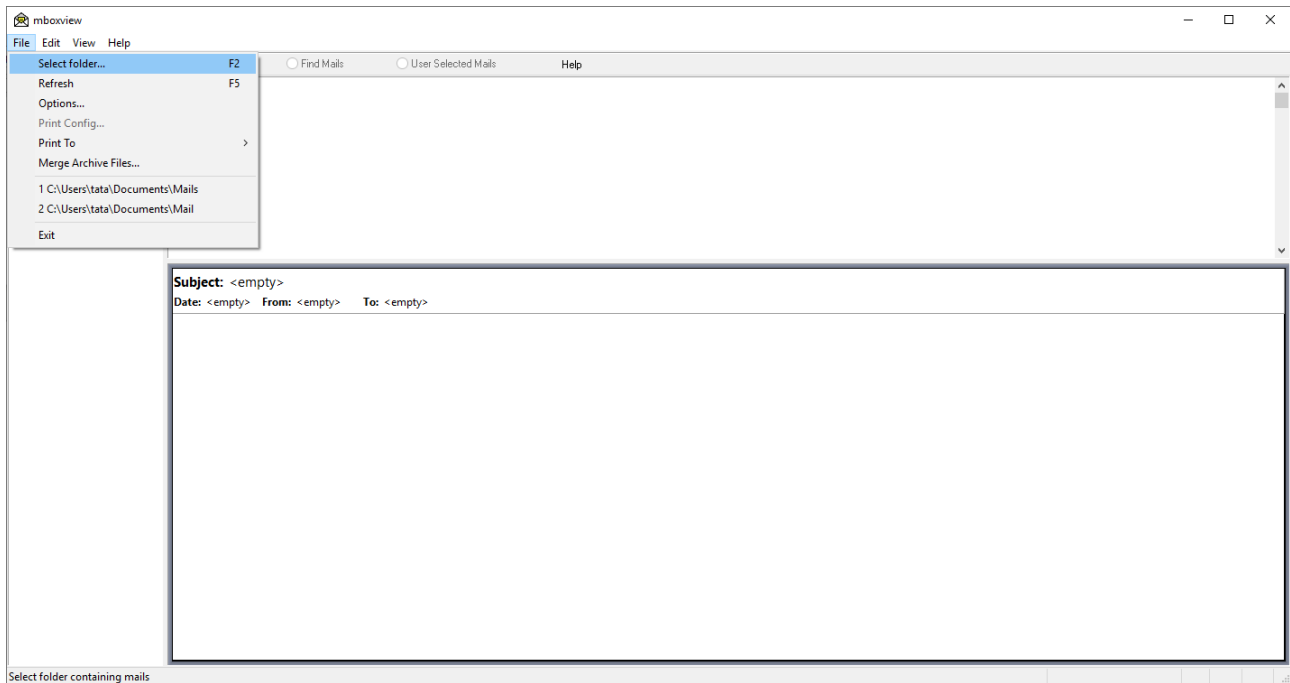 mboxview
File Edit View Help
Select folder... F2
Find Mails User Selected Mails Help
Refresh F5
Options...
Print Config...
Print To >
Merge Archive Files...
1 C:\Users\tata\Documents\Mails
2 C:\Users\tata\Documents\Mail
Exit
Subject: <empty>
Date: <empty> From: <empty> To: <empty>
Select folder containing mails